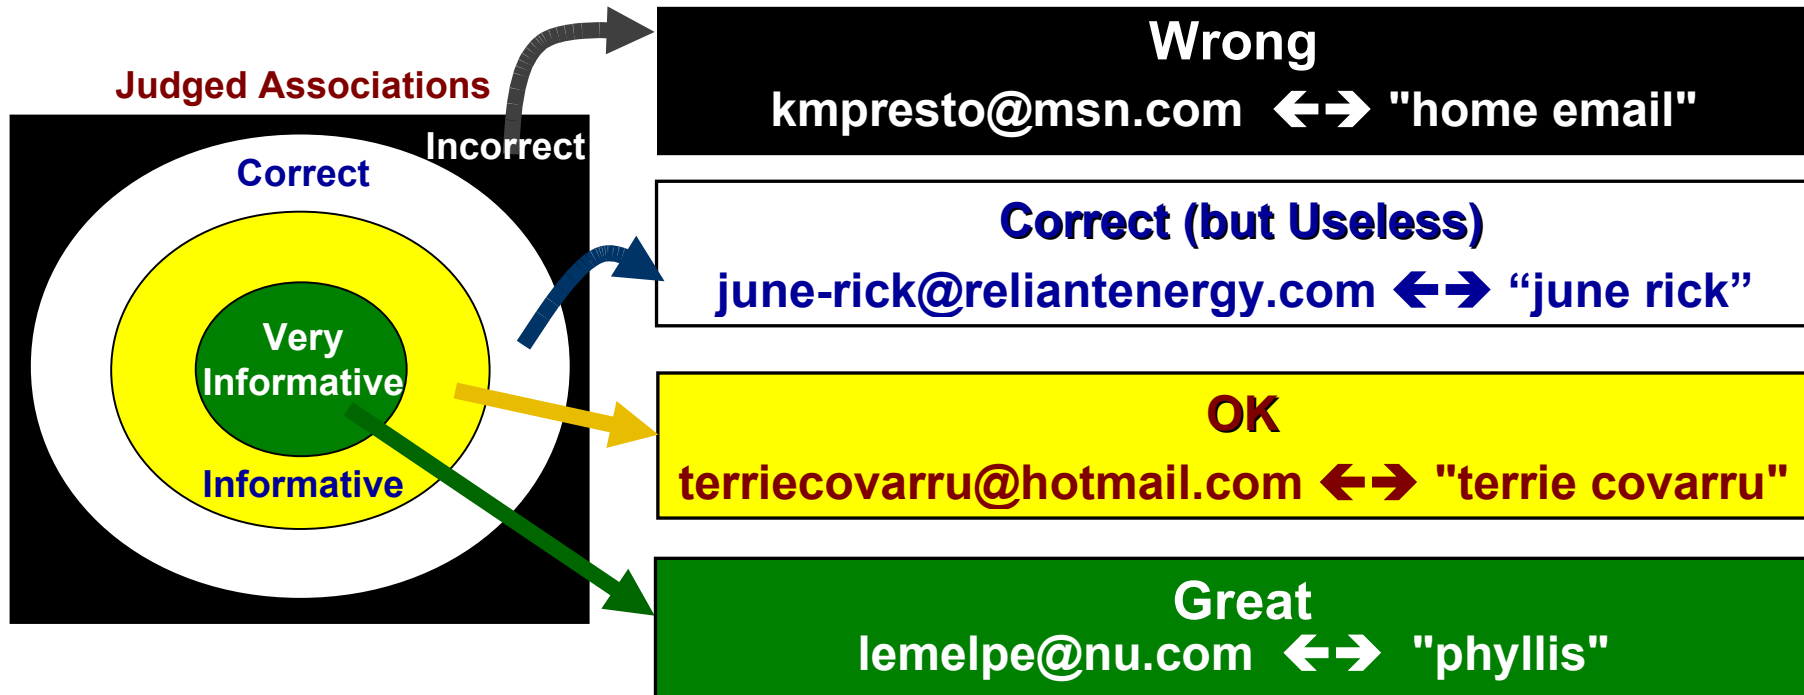 Judged Associations
Incorrect
Correct
Very
Informative
Informative
Wrong
kmpresto@msn.com ←→ "home email"
Correct (but Useless)
june-rick@reliantenergy.com ←→ “june rick”
OK
terriecovarru@hotmail.com ←→ "terrie covarru"
Great
lemelpe@nu.com ←→ "phyllis"